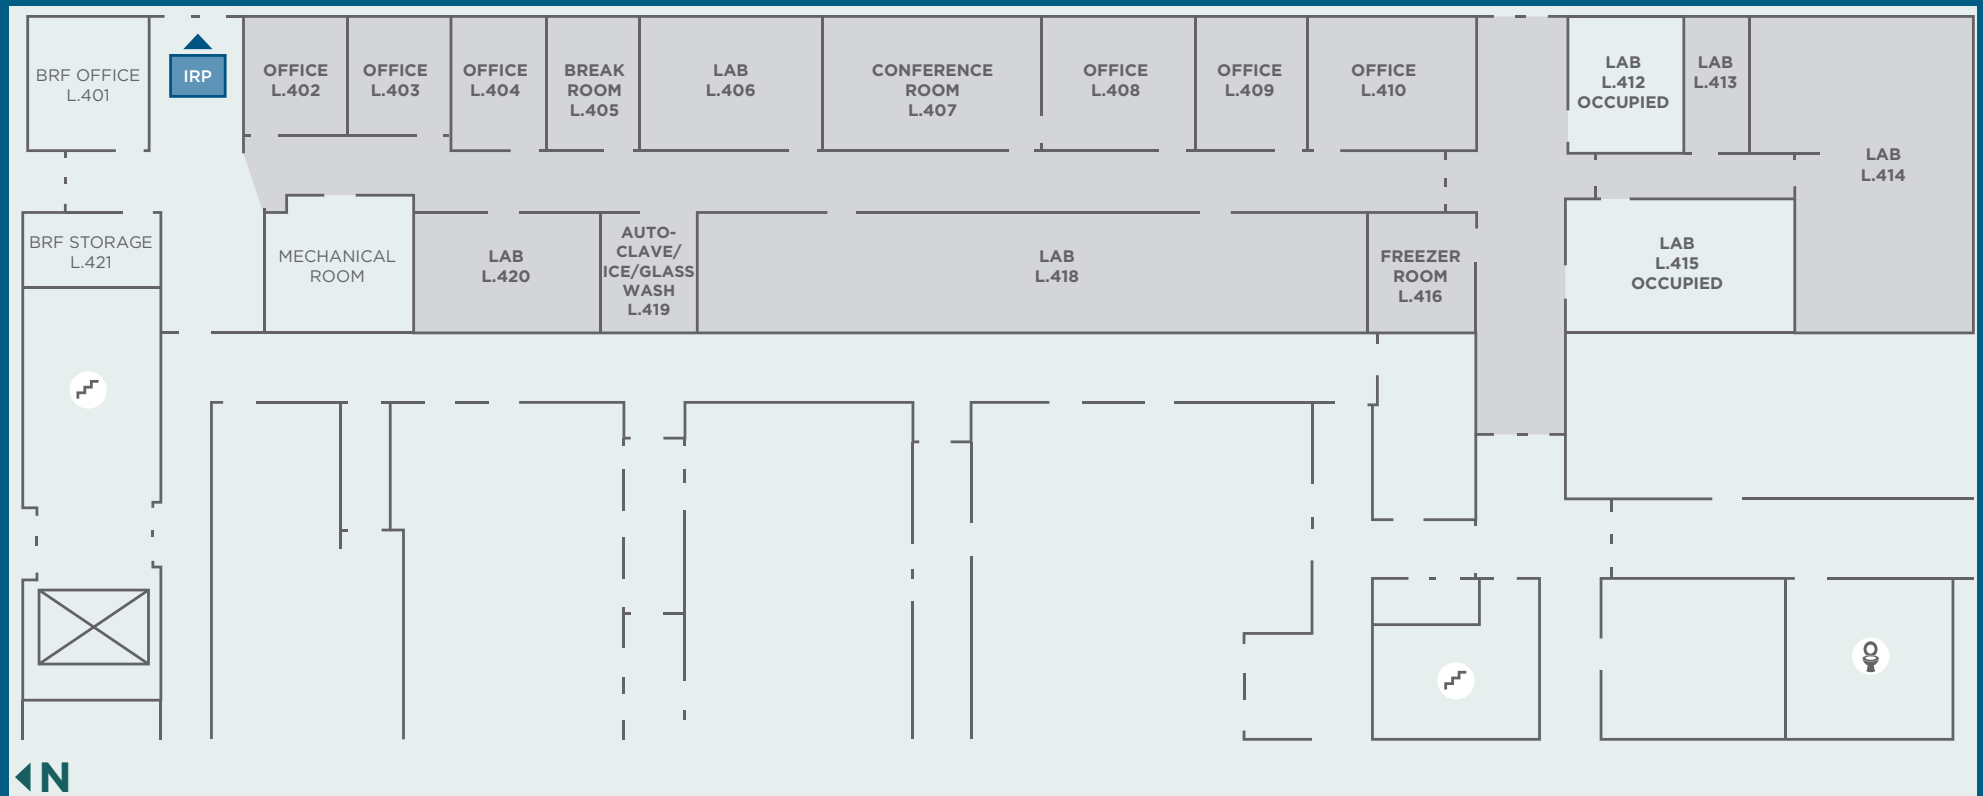 BRF OFFICE
L.401
IRP
OFFICE
L.402
OFFICE
L.403
OFFICE
L.404
BREAK
ROOM
L.405
LAB
L.406
CONFERENCE
ROOM
L.407
OFFICE
L.408
OFFICE
L.409
OFFICE
L.410
LAB
L.412
OCCUPIED
LAB
L.413
LAB
L.414
BRF STORAGE
L.421
MECHANICAL
ROOM
LAB
L.420
AUTO-
CLAVE/
ICE/GLASS
WASH
L.419
LAB
L.418
FREEZER
ROOM
L.416
LAB
L.415
OCCUPIED
N